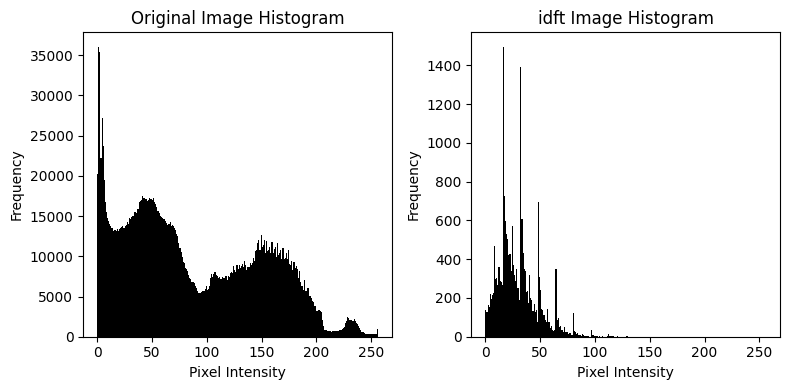 Original Image Histogram
35000
30000
25000
20000
15000
10000
5000
0
Frequency
0 50 100 150 200 250
Pixel Intensity
idft Image Histogram
1400
1200
1000
800
600
400
200
0
Frequency
0 50 100 150 200 250
Pixel Intensity